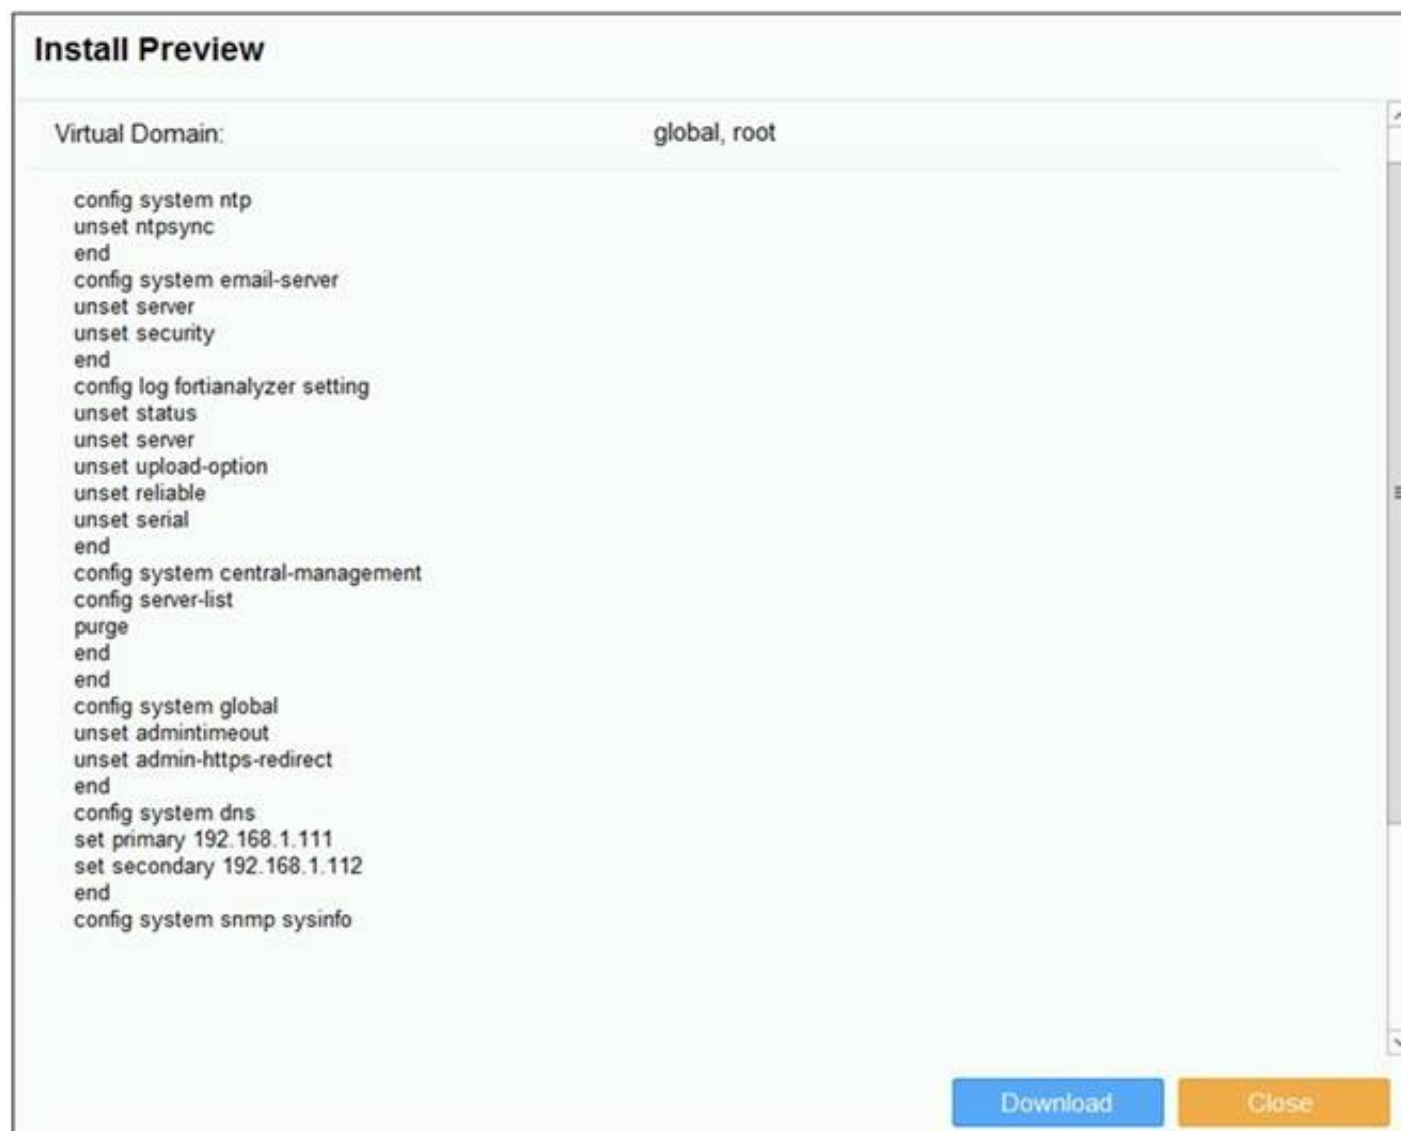 Install Preview
Virtual Domain: global, root
config system ntp
unset ntpsync
end
config system email-server
unset server
unset security
end
config log fortianalyzer setting
unset status
unset server
unset upload-option
unset reliable
unset serial
end
config system central-management
config server-list
purge
end
end
config system global
unset admintimeout
unset admin-https-redirect
end
config system dns
set primary 192.168.1.111
set secondary 192.168.1.112
end
config system snmp sysinfo
Download Close